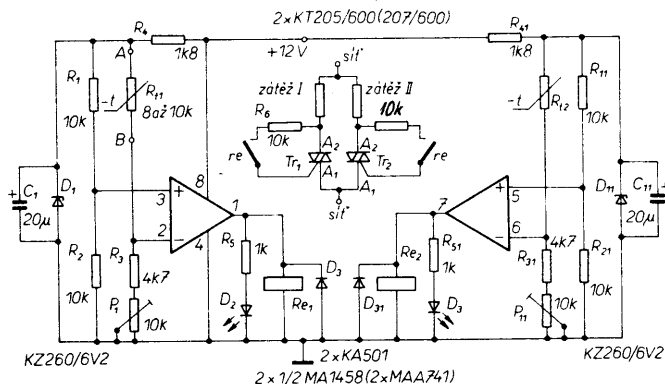 2×KT205/600(207/600)
R4
1k8
+12V
síť
R41
1k8
A
R1
10k
-t
Rt1
8až 10k
B
zátěž I
zátěž II
R6
10k
10k
re
A2
A2
Tr1
Tr2
A1
A1
re
síť
-t
Rt2
R11
10k
+
C1
20µ
D1
3
+
2
−
8
4
1
7
5
+
6
−
D11
C11
+
20µ
R2
10k
R3
4k7
P1
10k
R5
1k
D2
Re1
D3
D31
Re2
R51
1k
D3
R31
4k7
P11
10k
R21
10k
KZ260/6V2
2×KA501
KZ260/6V2
2×1/2 MA1458(2×MAA741)